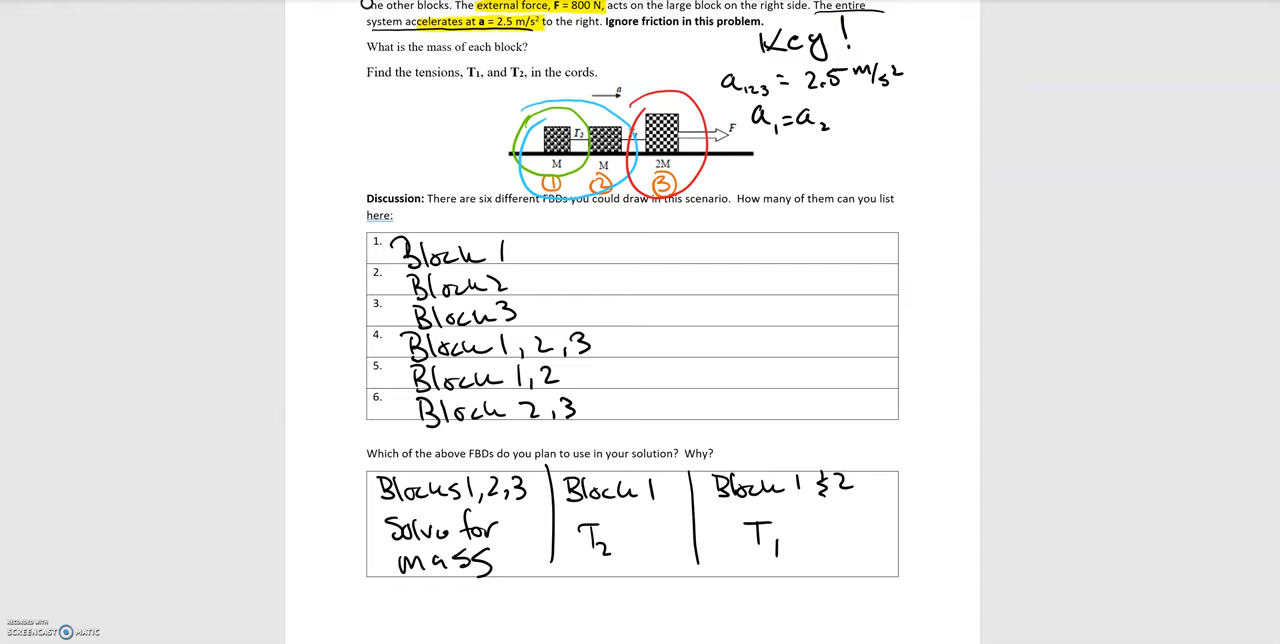 One other blocks. The external force, F = 800 N, acts on the large block on the right side. The entire
system accelerates at a = 2.5 m/s² to the right. Ignore friction in this problem.
Key!
What is the mass of each block?
Find the tensions, T₁, and T₂, in the cords.
a₁₂₃ = 2.5 m/s²
a₁ = a₂
a
T₂
F
M
M
2M
1
2
3
Discussion: There are six different FBDs you could draw in this scenario. How many of them can you list
here:
1. Block 1
2. Block 2
3. Block 3
4. Block 1, 2, 3
5. Block 1, 2
6. Block 2, 3
Which of the above FBDs do you plan to use in your solution? Why?
Blocks 1, 2, 3
Solve for
mass
Block 1
T₂
Block 1 & 2
T₁
RECORDED WITH
SCREENCAST MATIC